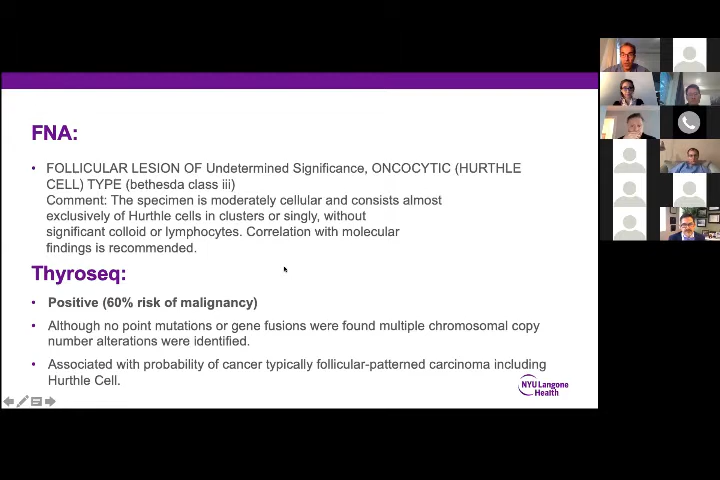 FNA:
• FOLLICULAR LESION OF Undetermined Significance, ONCOCYTIC (HURTHLE
CELL) TYPE (bethesda class iii)
Comment: The specimen is moderately cellular and consists almost
exclusively of Hurthle cells in clusters or singly, without
significant colloid or lymphocytes. Correlation with molecular
findings is recommended.
Thyroseq:
• Positive (60% risk of malignancy)
• Although no point mutations or gene fusions were found multiple chromosomal copy
number alterations were identified.
• Associated with probability of cancer typically follicular-patterned carcinoma including
Hurthle Cell.
NYU Langone
Health